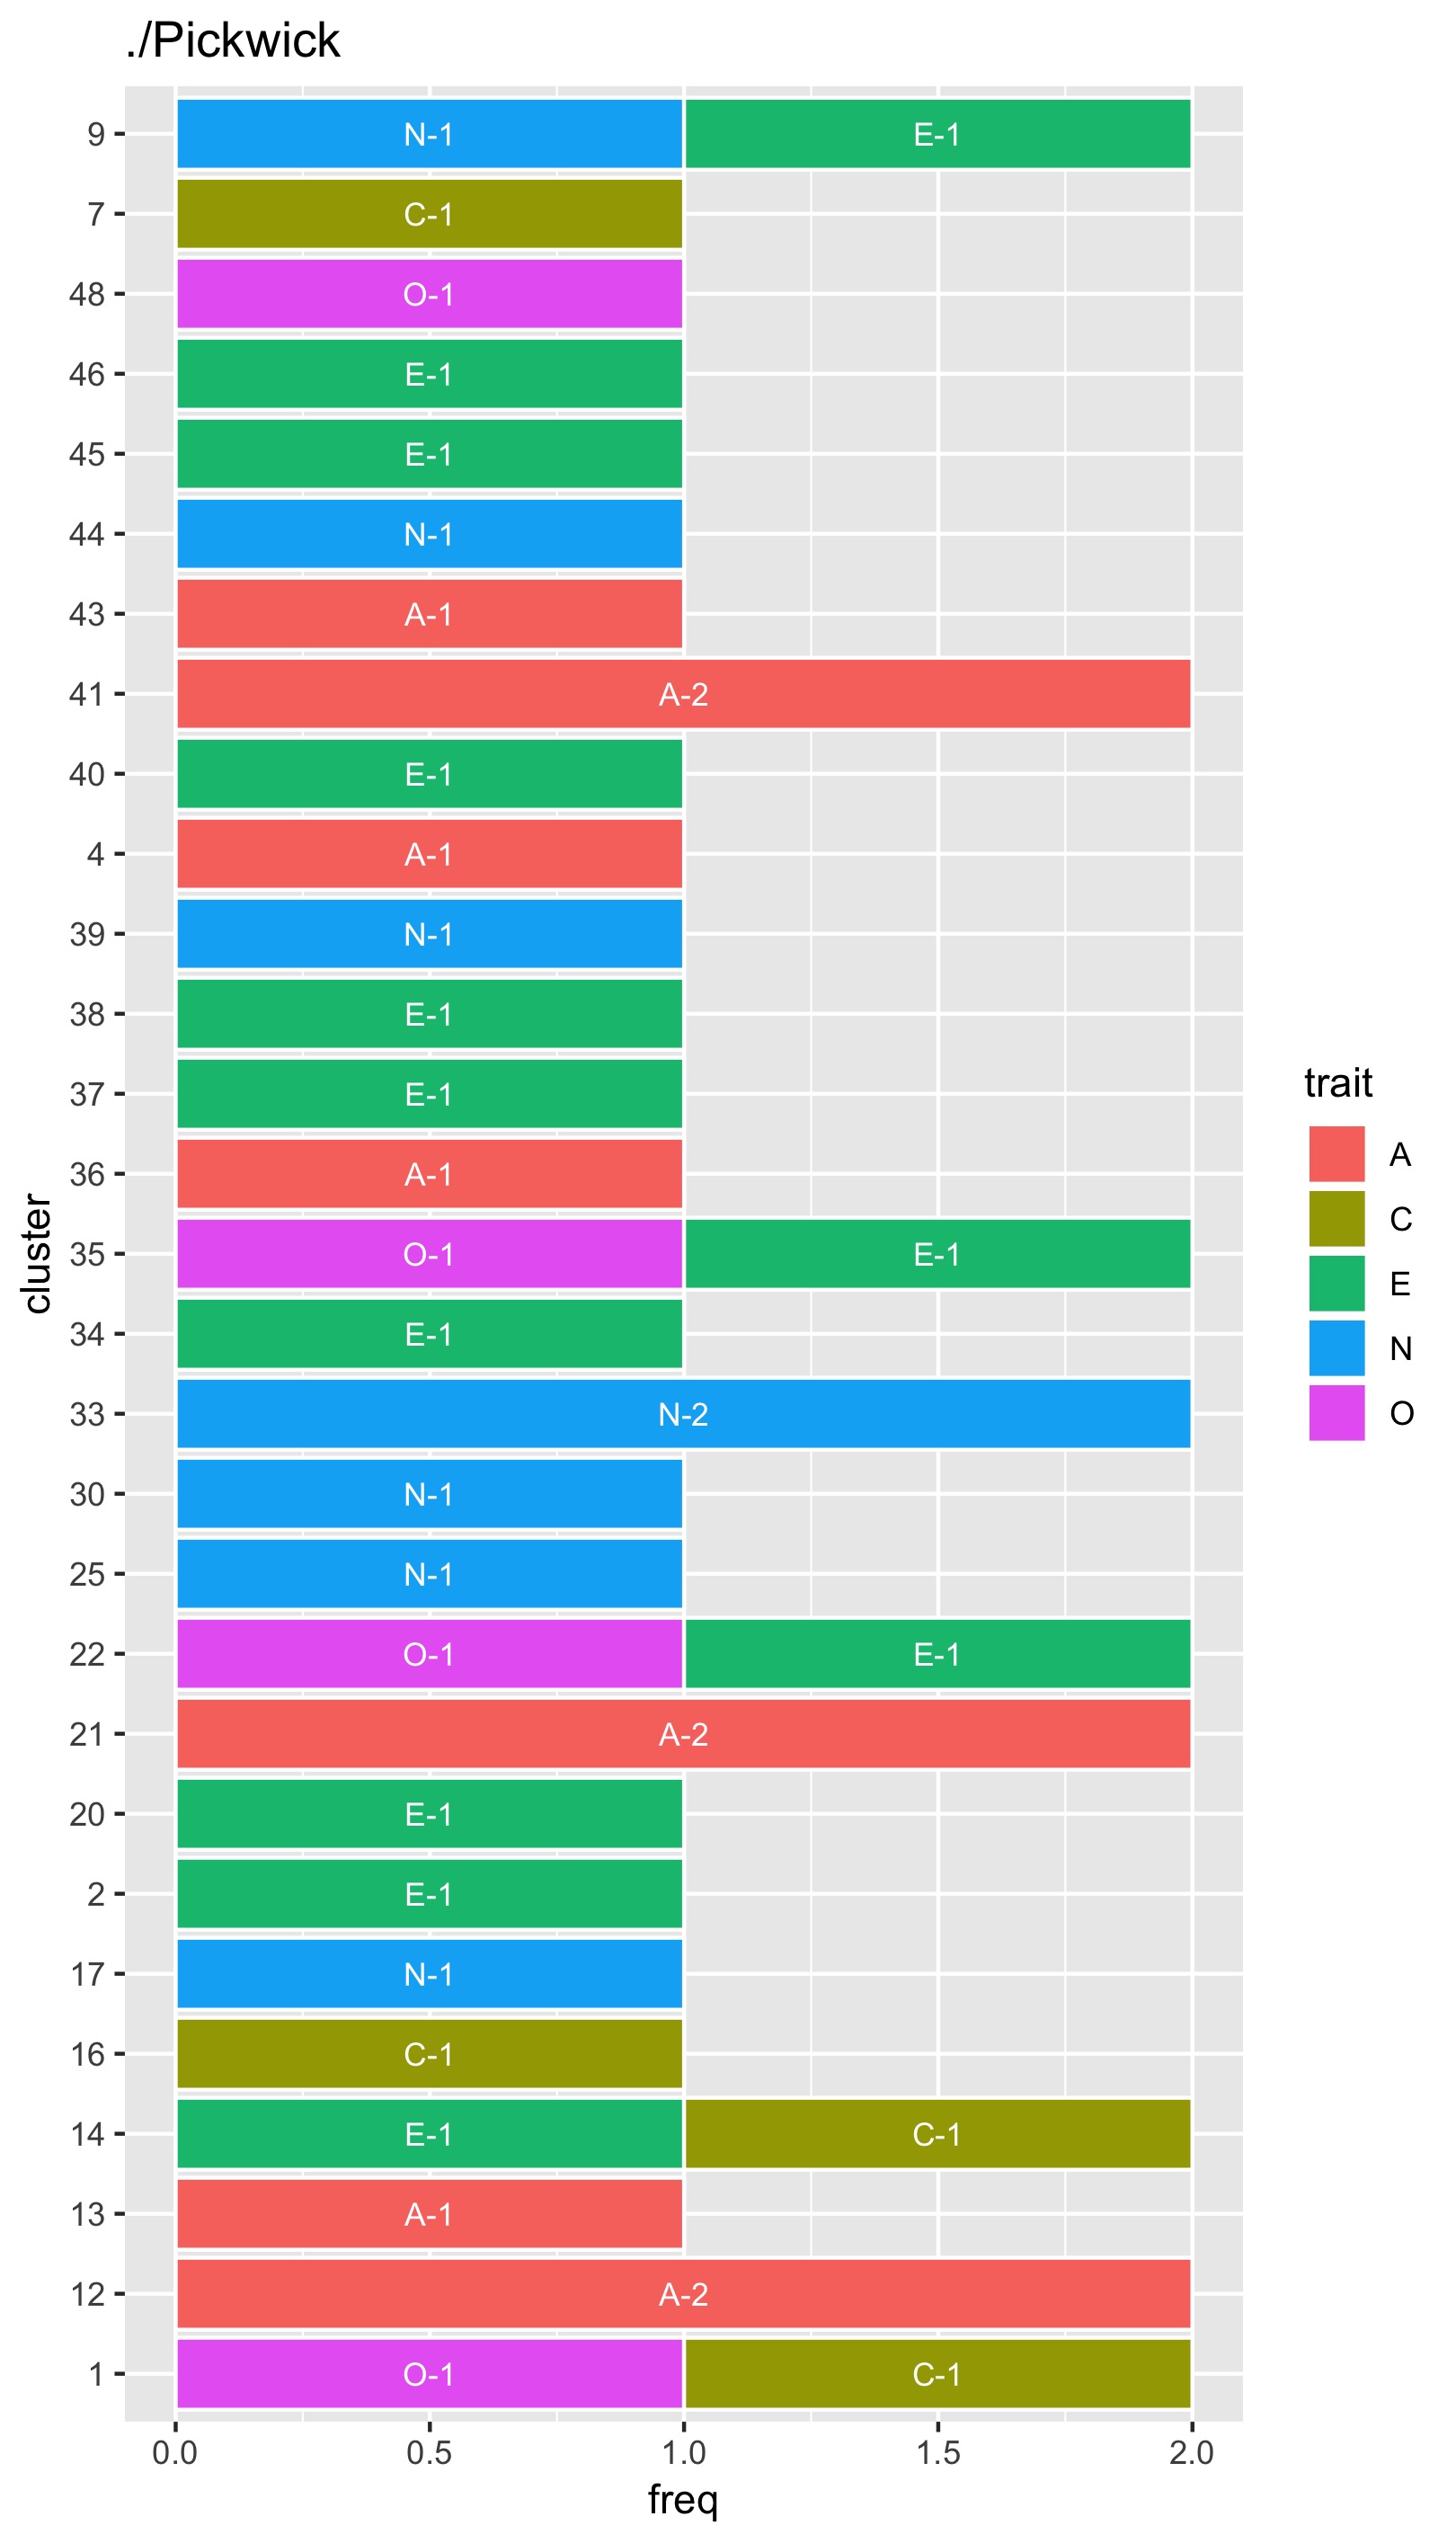 ./Pickwick
9 N-1 E-1
7 C-1
48 O-1
46 E-1
45 E-1
44 N-1
43 A-1
41 A-2
40 E-1
4 A-1
39 N-1
38 E-1
37 E-1
36 A-1
35 O-1 E-1
34 E-1
33 N-2
30 N-1
25 N-1
22 O-1 E-1
21 A-2
20 E-1
2 E-1
17 N-1
16 C-1
14 E-1 C-1
13 A-1
12 A-2
1 O-1 C-1
0.0 0.5 1.0 1.5 2.0
freq
cluster
trait
A
C
E
N
O